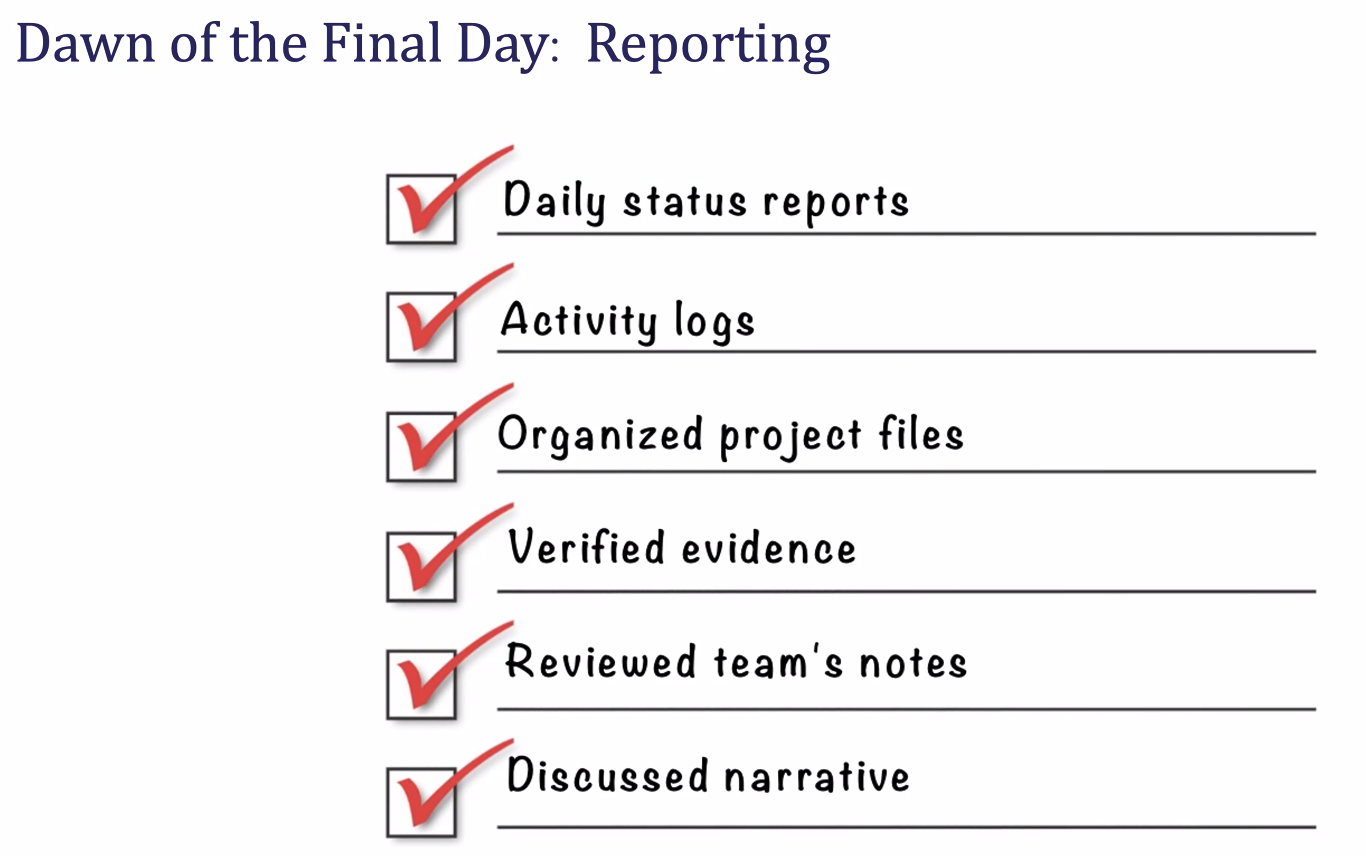 Dawn of the Final Day: Reporting
Daily status reports
Activity logs
Organized project files
Verified evidence
Reviewed team's notes
Discussed narrative